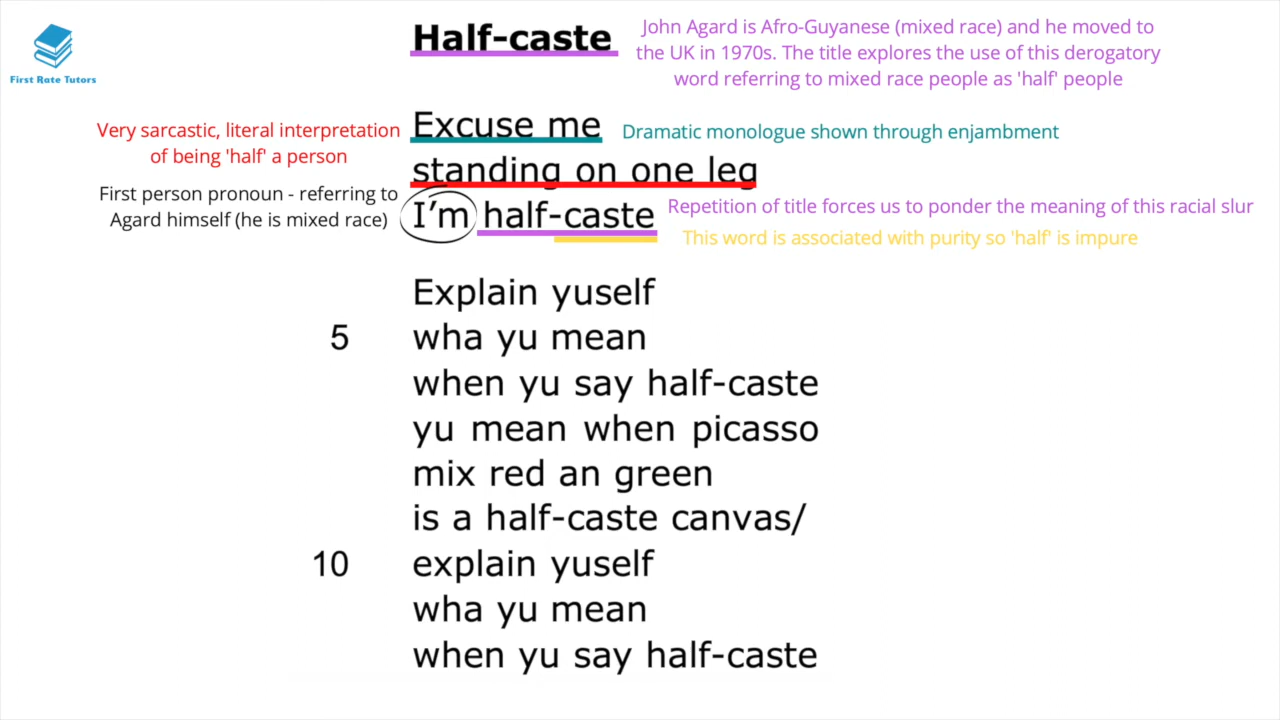 First Rate Tutors
Half-caste
John Agard is Afro-Guyanese (mixed race) and he moved to
the UK in 1970s. The title explores the use of this derogatory
word referring to mixed race people as 'half' people
Very sarcastic, literal interpretation
of being 'half' a person
Excuse me
Dramatic monologue shown through enjambment
standing on one leg
First person pronoun - referring to
Agard himself (he is mixed race)
I'm half-caste
Repetition of title forces us to ponder the meaning of this racial slur
This word is associated with purity so 'half' is impure
Explain yuself
5 wha yu mean
when yu say half-caste
yu mean when picasso
mix red an green
is a half-caste canvas/
10 explain yuself
wha yu mean
when yu say half-caste